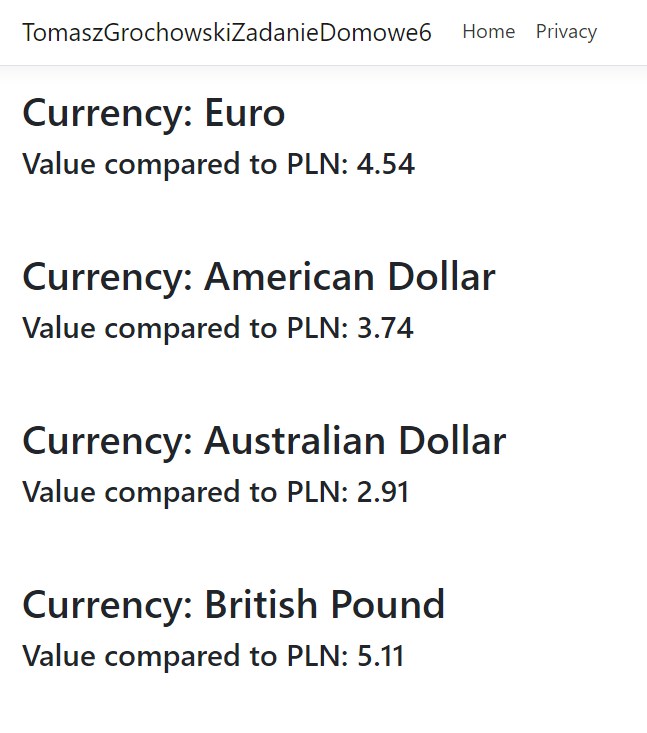 TomaszGrochowskiZadanieDomowe6 Home Privacy
Currency: Euro
Value compared to PLN: 4.54
Currency: American Dollar
Value compared to PLN: 3.74
Currency: Australian Dollar
Value compared to PLN: 2.91
Currency: British Pound
Value compared to PLN: 5.11